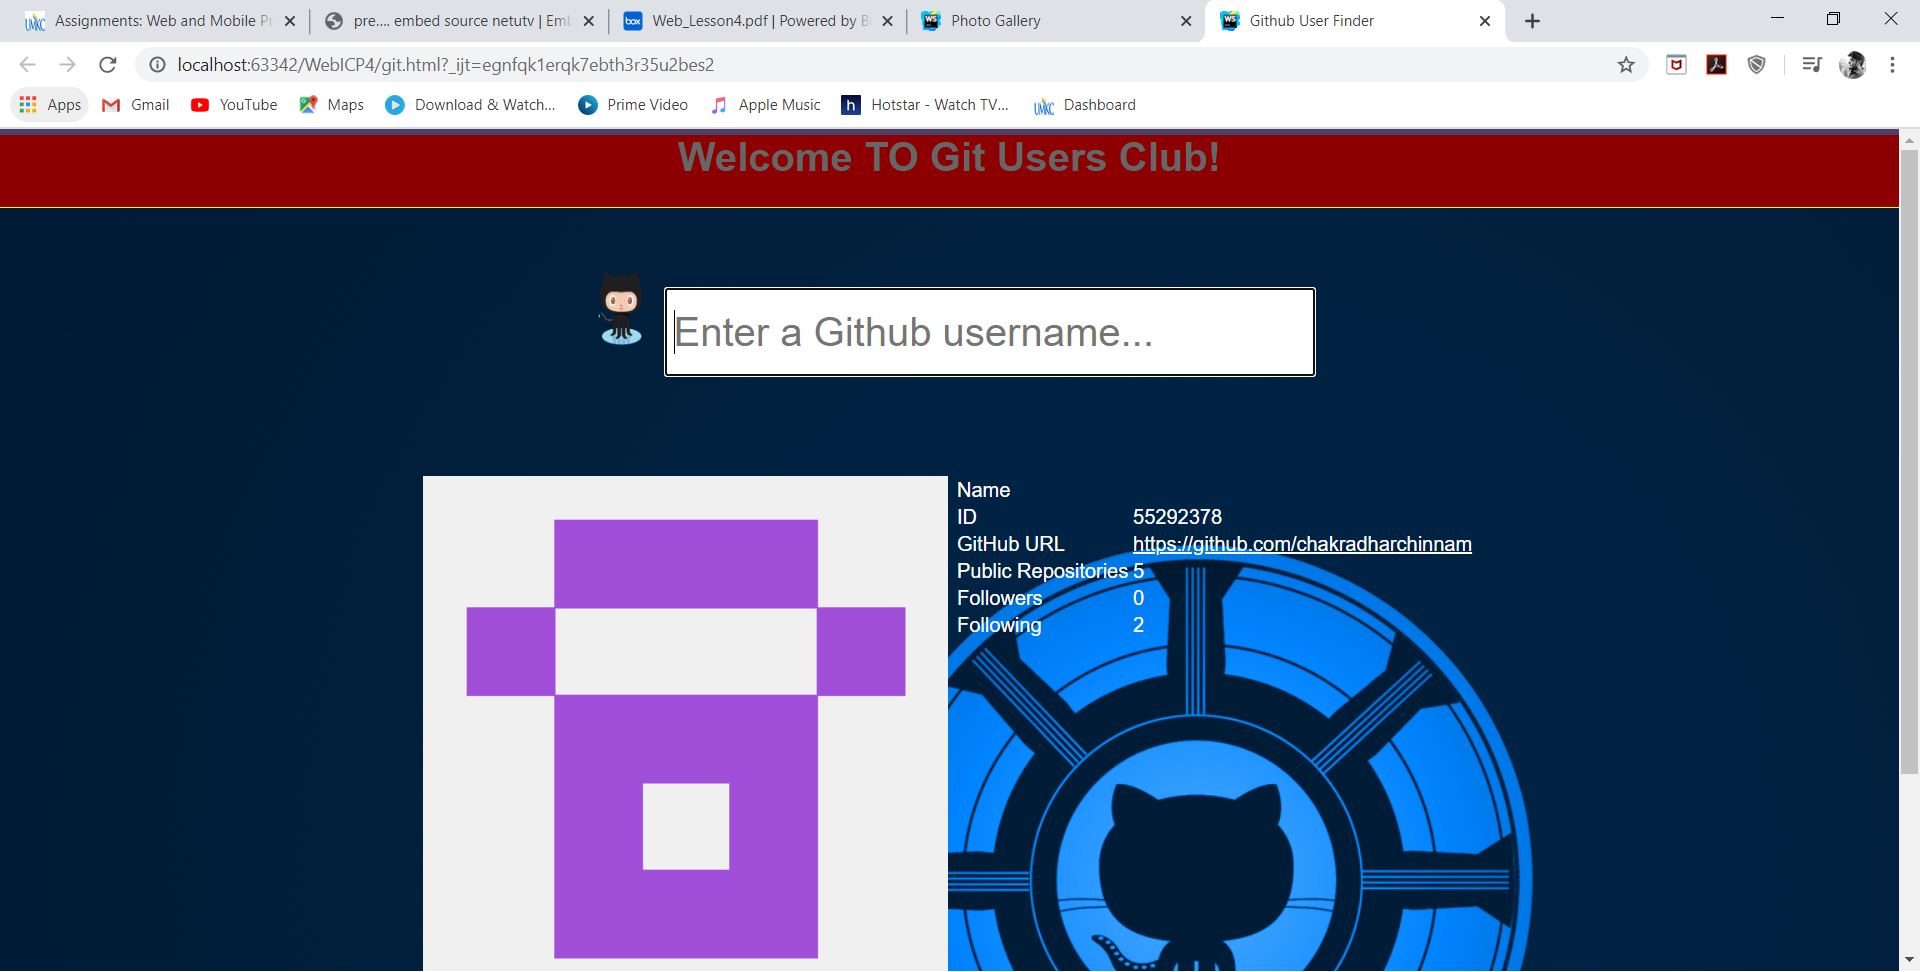 Assignments: Web and Mobile Pr
pre.... embed source netutv | Emb
Web_Lesson4.pdf | Powered by Bo
Photo Gallery
Github User Finder
localhost:63342/WebICP4/git.html?_ijt=egnfqk1erqk7ebth3r35u2bes2
Apps
Gmail
YouTube
Maps
Download & Watch...
Prime Video
Apple Music
Hotstar - Watch TV...
Dashboard
Welcome TO Git Users Club!
Enter a Github username...
Name
ID 55292378
GitHub URL https://github.com/chakradharchinnam
Public Repositories 5
Followers 0
Following 2